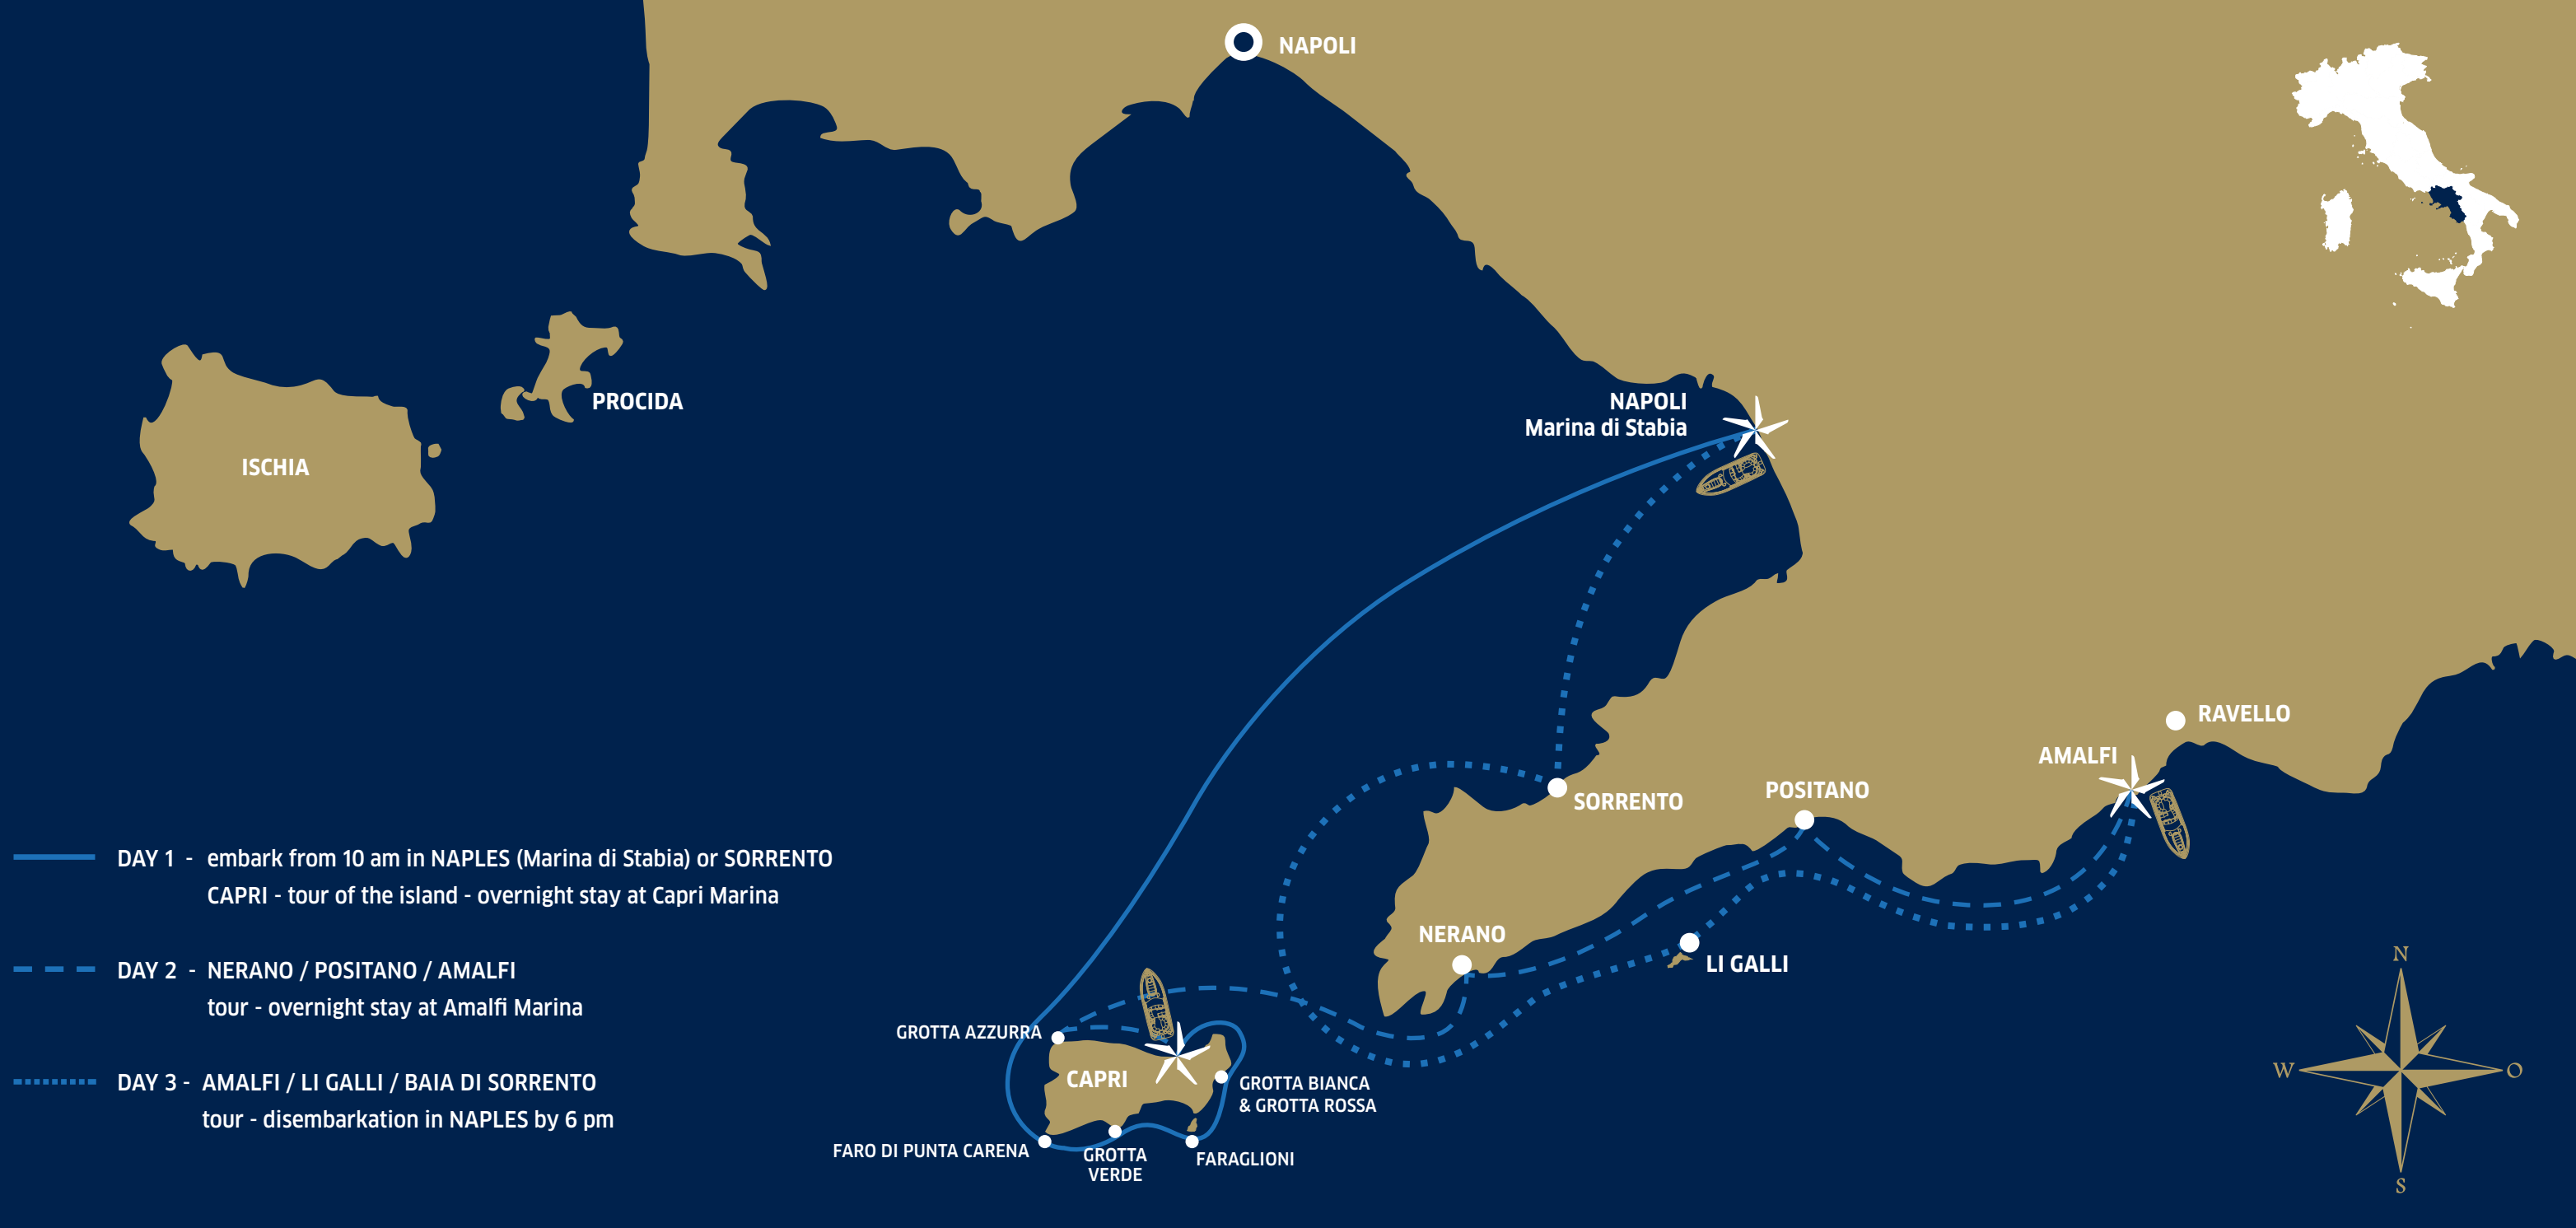 NAPOLI
PROCIDA
ISCHIA
NAPOLI
Marina di Stabia
RAVELLO
AMALFI
POSITANO
SORRENTO
NERANO
LI GALLI
GROTTA AZZURRA
CAPRI
GROTTA BIANCA
& GROTTA ROSSA
FARO DI PUNTA CARENA
GROTTA
VERDE
FARAGLIONI
DAY 1 - embark from 10 am in NAPLES (Marina di Stabia) or SORRENTO
CAPRI - tour of the island - overnight stay at Capri Marina
DAY 2 - NERANO / POSITANO / AMALFI
tour - overnight stay at Amalfi Marina
DAY 3 - AMALFI / LI GALLI / BAIA DI SORRENTO
tour - disembarkation in NAPLES by 6 pm
N
W
O
S